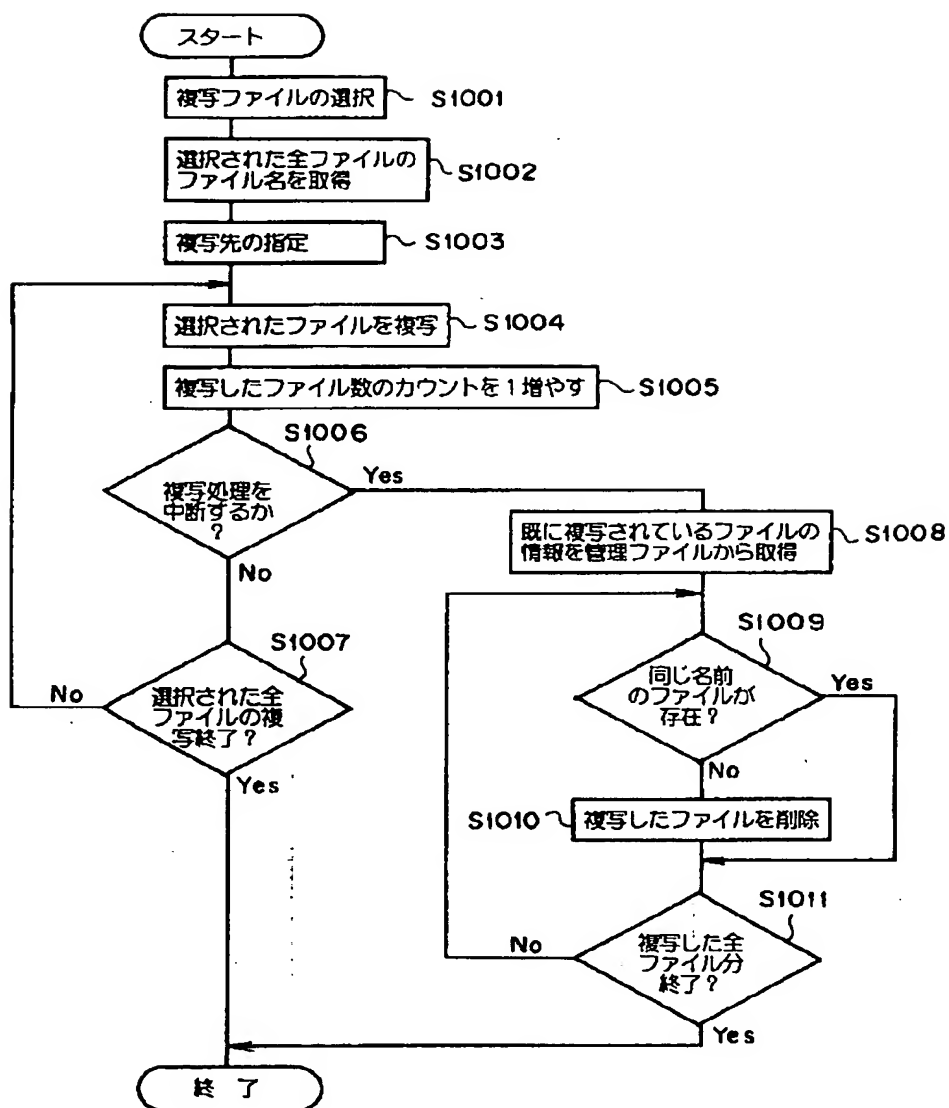 スタート
複写ファイルの選択
S1001
選択された全ファイルの
ファイル名を取得
S1002
複写先の指定
S1003
選択されたファイルを複写
S1004
複写したファイル数のカウントを1増やす
S1005
S1006
複写処理を
中断するか
?
Yes
No
S1007
選択された全
ファイルの複
写終了?
No
Yes
既に複写されているファイルの
情報を管理ファイルから取得
S1008
S1009
同じ名前
のファイルが
存在?
Yes
No
S1010
複写したファイルを削除
S1011
複写した全
ファイル分
終了?
No
Yes
終了